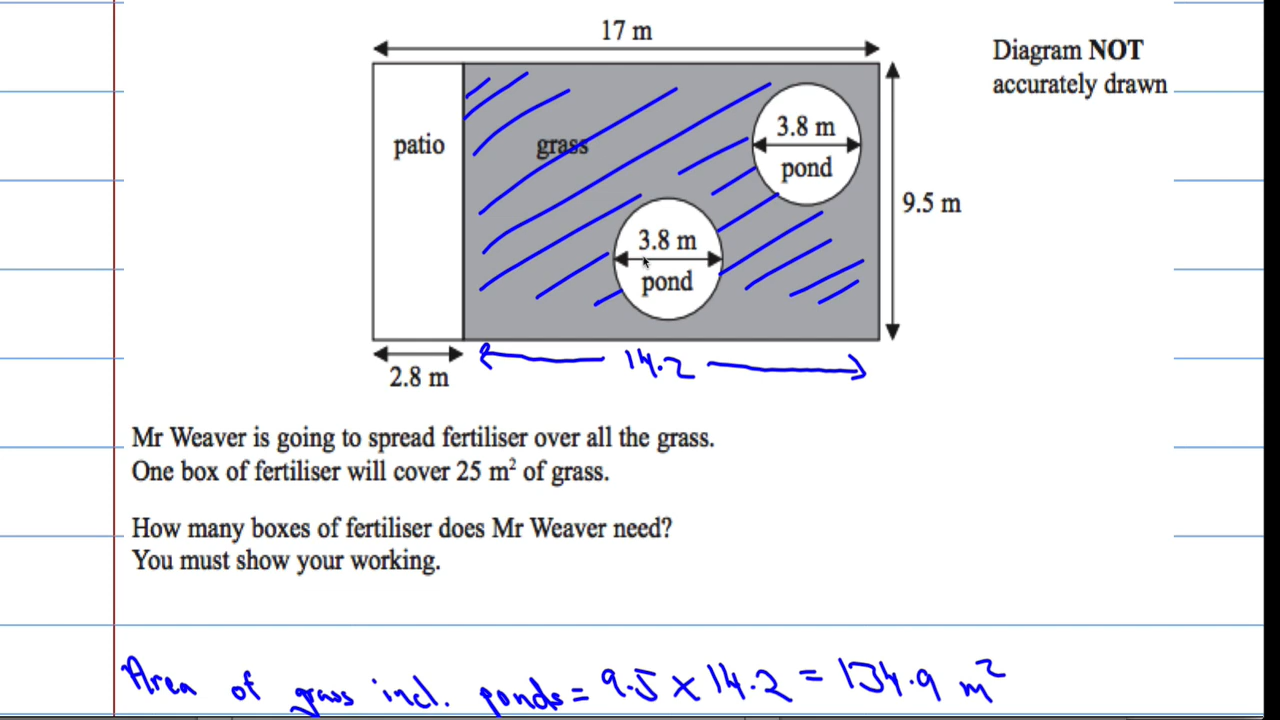 17 m
Diagram NOT
accurately drawn
patio
grass
3.8 m
pond
9.5 m
3.8 m
pond
14.2
2.8 m
Mr Weaver is going to spread fertiliser over all the grass.
One box of fertiliser will cover 25 m² of grass.
How many boxes of fertiliser does Mr Weaver need?
You must show your working.
Area of grass incl. ponds = 9.5 × 14.2 = 134.9 m²